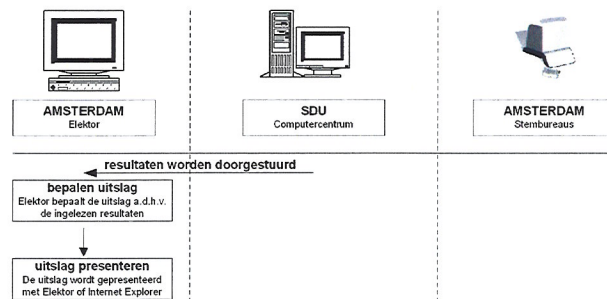 AMSTERDAM
Elektor
SDU
Computercentrum
AMSTERDAM
Stembureaus
resultaten worden doorgestuurd
bepalen uitslag
Elektor bepaalt de uitslag a.d.h.v.
de ingelezen resultaten
uitslag presenteren
De uitslag wordt gepresenteerd
met Elektor of Internet Explorer